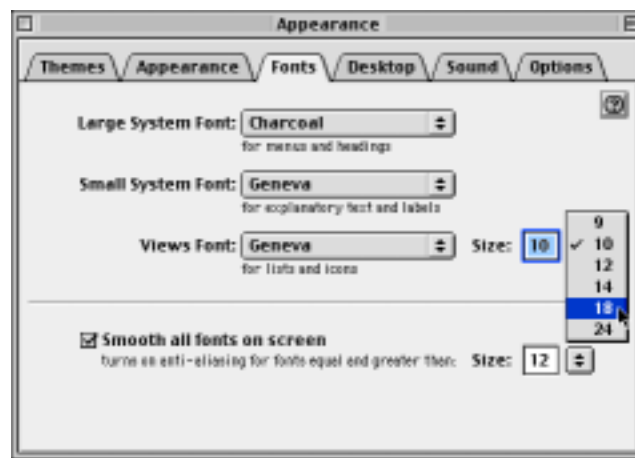 Appearance
Themes Appearance Fonts Desktop Sound Options
Large System Font: Charcoal
for menus and headings
Small System Font: Geneva
for explanatory text and labels
Views Font: Geneva Size: 10
for lists and icons
9
✓ 10
12
14
18
24
Smooth all fonts on screen
turns on anti-aliasing for fonts equal and greater than: Size: 12